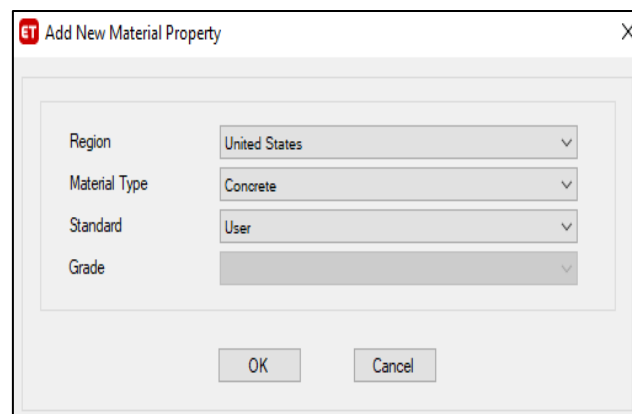 ET Add New Material Property
Region United States
Material Type Concrete
Standard User
Grade
OK Cancel